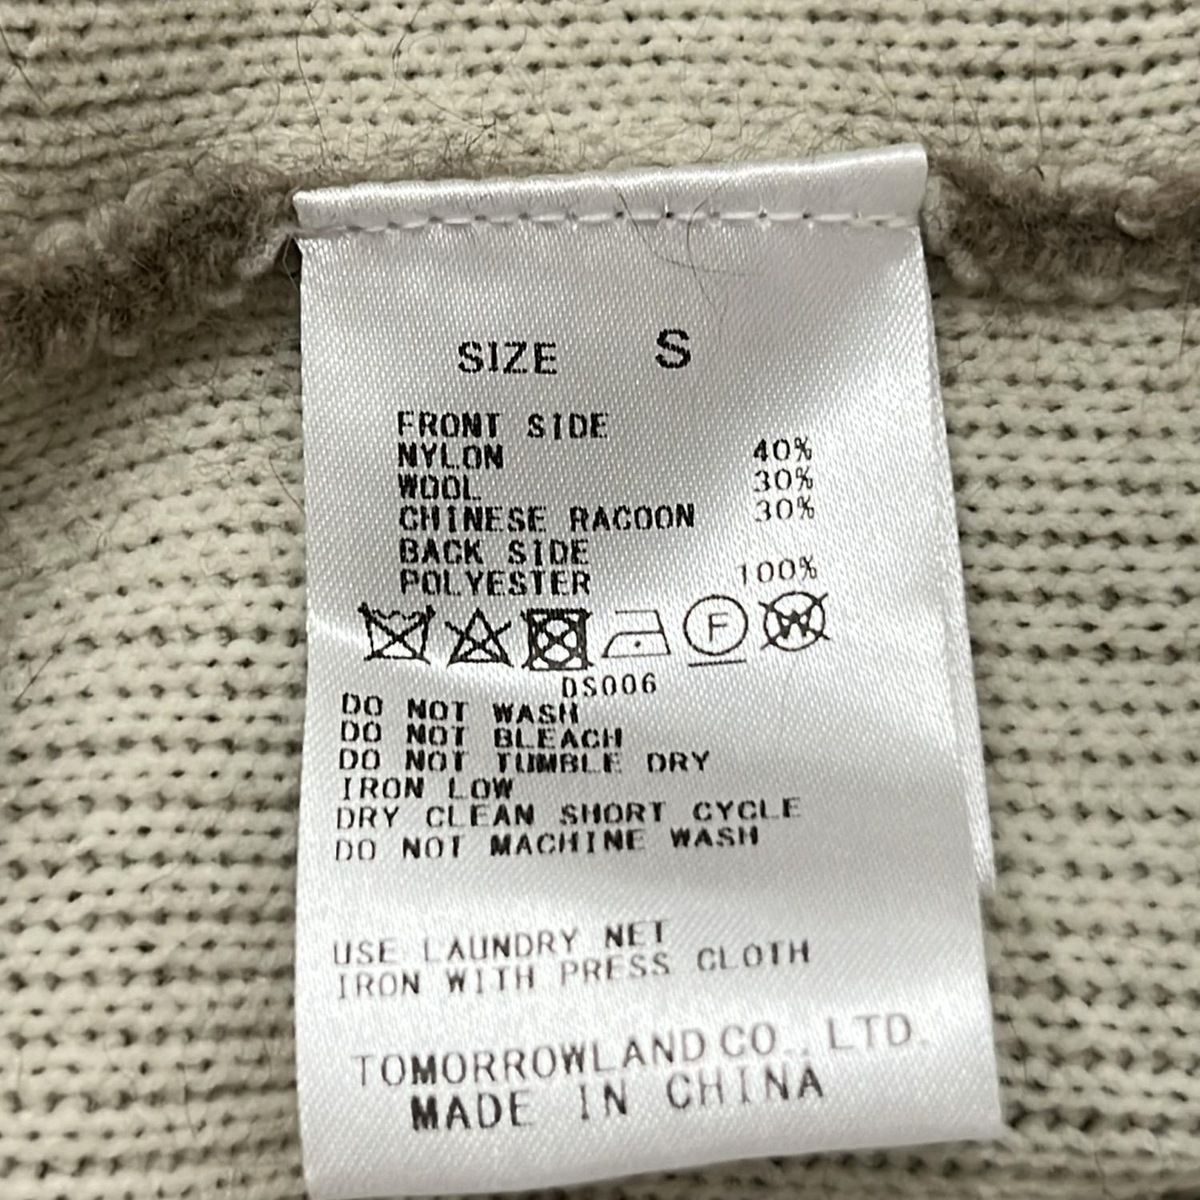 SIZE S
FRONT SIDE
NYLON 40%
WOOL 30%
CHINESE RACOON 30%
BACK SIDE
POLYESTER 100%
F W
DS006
DO NOT WASH
DO NOT BLEACH
DO NOT TUMBLE DRY
IRON LOW
DRY CLEAN SHORT CYCLE
DO NOT MACHINE WASH
USE LAUNDRY NET
IRON WITH PRESS CLOTH
TOMORROWLAND CO., LTD.
MADE IN CHINA